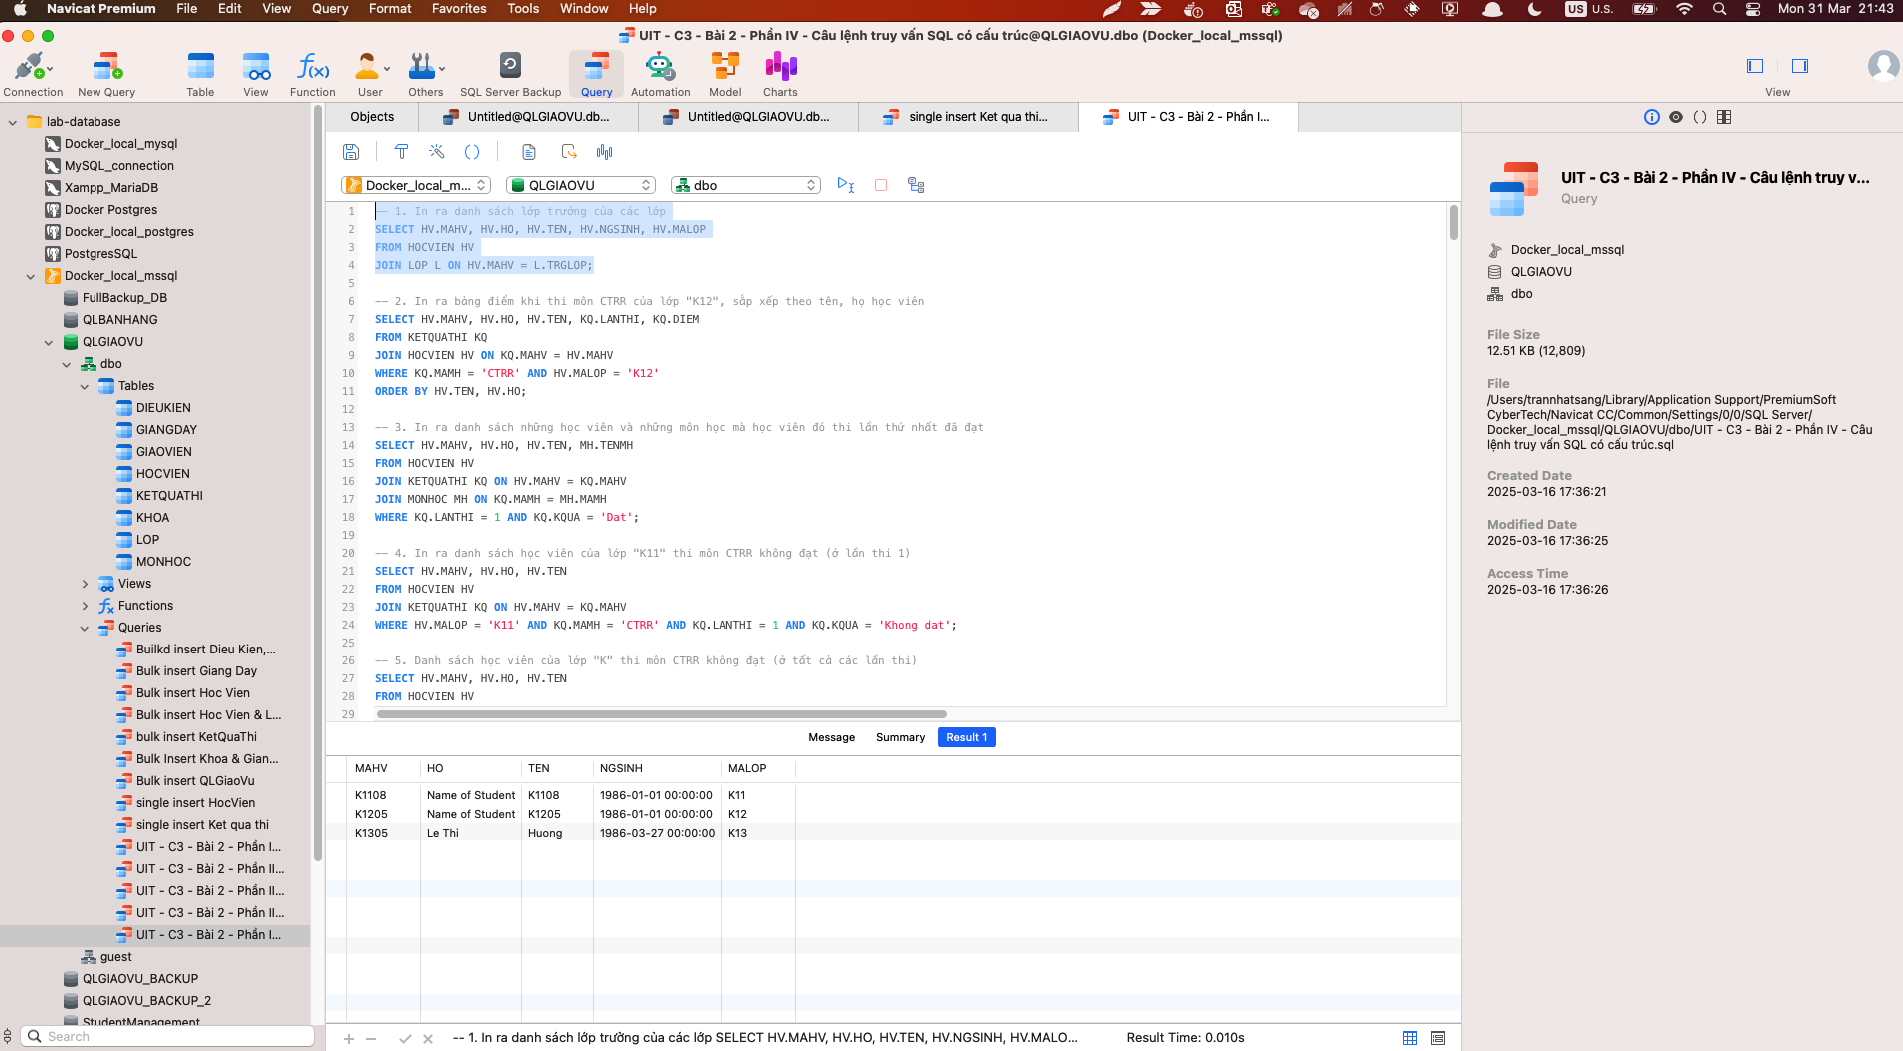 Navicat Premium File Edit View Query Format Favorites Tools Window Help US U.S. Mon 31 Mar 21:43
UIT - C3 - Bài 2 - Phần IV - Câu lệnh truy vấn SQL có cấu trúc@QLGIAOVU.dbo (Docker_local_mssql)
Connection New Query Table View Function User Others SQL Server Backup Query Automation Model Charts View
lab-database
Docker_local_mysql
MySQL_connection
Xampp_MariaDB
Docker Postgres
Docker_local_postgres
PostgresSQL
Docker_local_mssql
FullBackup_DB
QLBANHANG
QLGIAOVU
dbo
Tables
DIEUKIEN
GIANGDAY
GIAOVIEN
HOCVIEN
KETQUATHI
KHOA
LOP
MONHOC
Views
Functions
Queries
Builkd insert Dieu Kien,...
Bulk insert Giang Day
Bulk insert Hoc Vien
Bulk insert Hoc Vien & L...
bulk insert KetQuaThi
Bulk Insert Khoa & Gian...
Bulk insert QLGiaoVu
single insert HocVien
single insert Ket qua thi
UIT - C3 - Bài 2 - Phần I...
UIT - C3 - Bài 2 - Phần II...
UIT - C3 - Bài 2 - Phần II...
UIT - C3 - Bài 2 - Phần II...
UIT - C3 - Bài 2 - Phần I...
guest
QLGIAOVU_BACKUP
QLGIAOVU_BACKUP_2
StudentManagement
Search
Objects Untitled@QLGIAOVU.db... Untitled@QLGIAOVU.db... single insert Ket qua thi... UIT - C3 - Bài 2 - Phần I...
Docker_local_m... QLGIAOVU dbo
1 -- 1. In ra danh sách lớp trưởng của các lớp
2 SELECT HV.MAHV, HV.HO, HV.TEN, HV.NGSINH, HV.MALOP
3 FROM HOCVIEN HV
4 JOIN LOP L ON HV.MAHV = L.TRGLOP;
5
6 -- 2. In ra bảng điểm khi thi môn CTRR của lớp "K12", sắp xếp theo tên, họ học viên
7 SELECT HV.MAHV, HV.HO, HV.TEN, KQ.LANTHI, KQ.DIEM
8 FROM KETQUATHI KQ
9 JOIN HOCVIEN HV ON KQ.MAHV = HV.MAHV
10 WHERE KQ.MAMH = 'CTRR' AND HV.MALOP = 'K12'
11 ORDER BY HV.TEN, HV.HO;
12
13 -- 3. In ra danh sách những học viên và những môn học mà học viên đó thi lần thứ nhất đã đạt
14 SELECT HV.MAHV, HV.HO, HV.TEN, MH.TENMH
15 FROM HOCVIEN HV
16 JOIN KETQUATHI KQ ON HV.MAHV = KQ.MAHV
17 JOIN MONHOC MH ON KQ.MAMH = MH.MAMH
18 WHERE KQ.LANTHI = 1 AND KQ.KQUA = 'Dat';
19
20 -- 4. In ra danh sách học viên của lớp "K11" thi môn CTRR không đạt (ở lần thi 1)
21 SELECT HV.MAHV, HV.HO, HV.TEN
22 FROM HOCVIEN HV
23 JOIN KETQUATHI KQ ON HV.MAHV = KQ.MAHV
24 WHERE HV.MALOP = 'K11' AND KQ.MAMH = 'CTRR' AND KQ.LANTHI = 1 AND KQ.KQUA = 'Khong dat';
25
26 -- 5. Danh sách học viên của lớp "K" thi môn CTRR không đạt (ở tất cả các lần thi)
27 SELECT HV.MAHV, HV.HO, HV.TEN
28 FROM HOCVIEN HV
29
Message Summary Result 1
MAHV HO TEN NGSINH MALOP
K1108 Name of Student K1108 1986-01-01 00:00:00 K11
K1205 Name of Student K1205 1986-01-01 00:00:00 K12
K1305 Le Thi Huong 1986-03-27 00:00:00 K13
-- 1. In ra danh sách lớp trưởng của các lớp SELECT HV.MAHV, HV.HO, HV.TEN, HV.NGSINH, HV.MALO... Result Time: 0.010s
UIT - C3 - Bài 2 - Phần IV - Câu lệnh truy v...
Query
Docker_local_mssql
QLGIAOVU
dbo
File Size
12.51 KB (12,809)
File
/Users/trannhatsang/Library/Application Support/PremiumSoft
CyberTech/Navicat CC/Common/Settings/0/0/SQL Server/
Docker_local_mssql/QLGIAOVU/dbo/UIT - C3 - Bài 2 - Phần IV - Câu
lệnh truy vấn SQL có cấu trúc.sql
Created Date
2025-03-16 17:36:21
Modified Date
2025-03-16 17:36:25
Access Time
2025-03-16 17:36:26